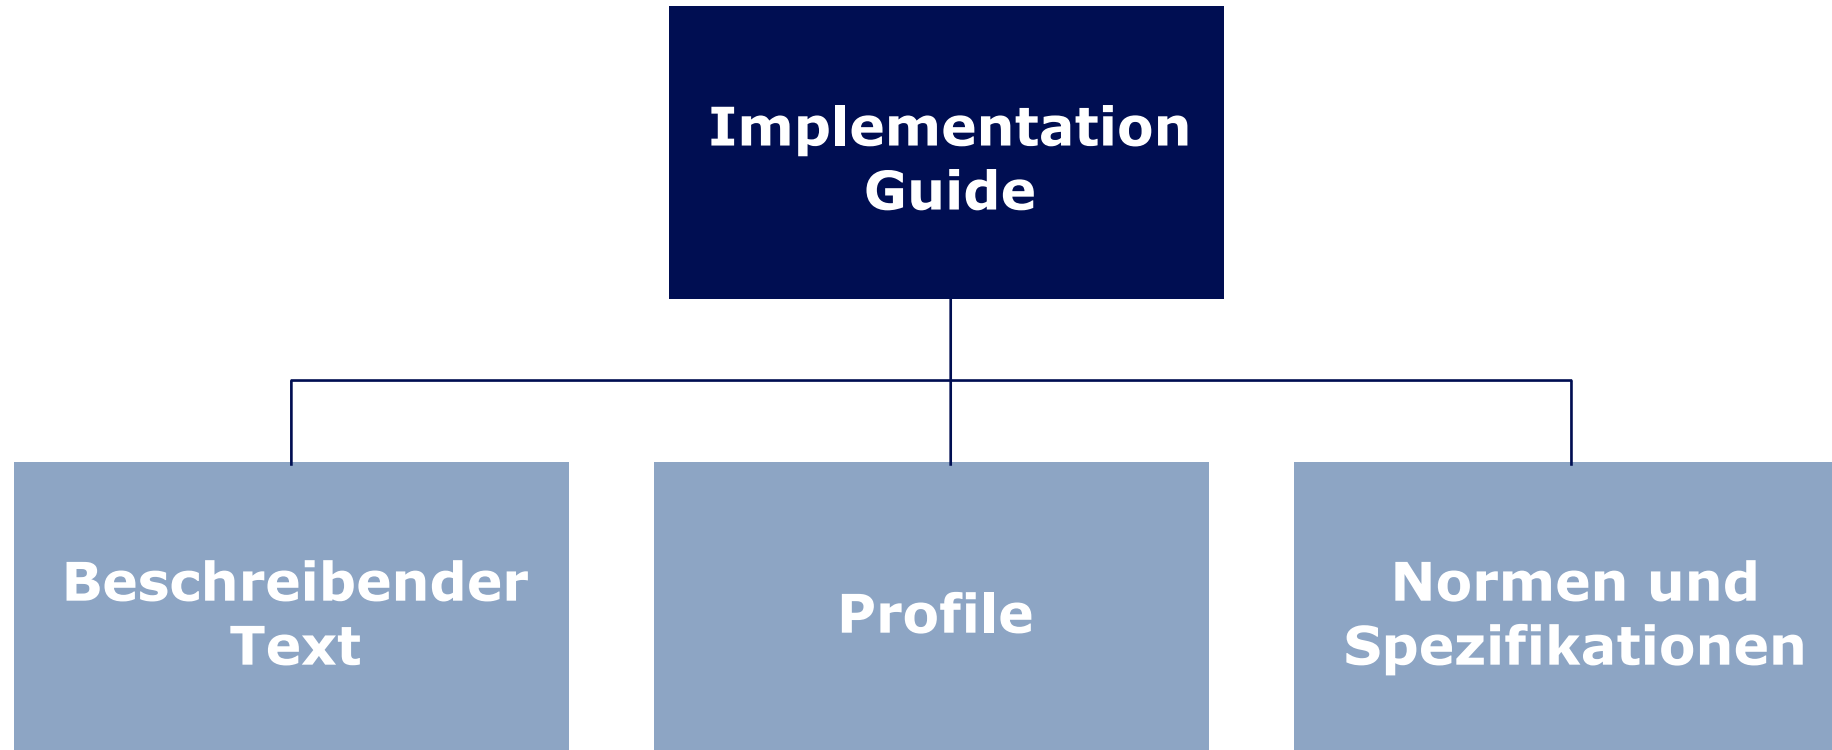 Implementation
Guide
Beschreibender
Text
Profile
Normen und
Spezifikationen